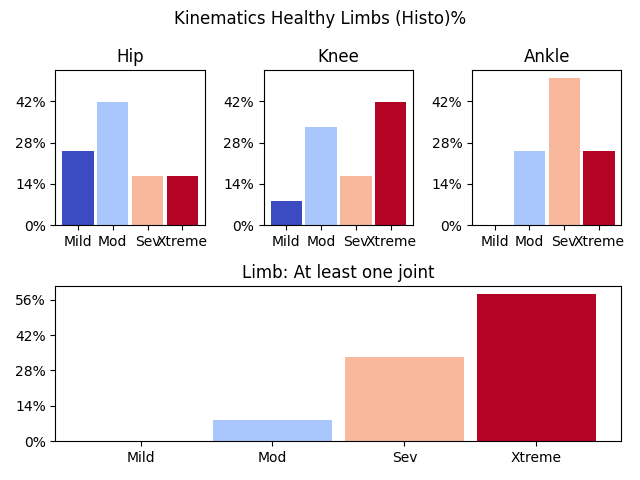 Kinematics Healthy Limbs (Histo)%
Hip
Knee
Ankle
42%
28%
14%
0%
Mild Mod Sev Xtreme
42%
28%
14%
0%
Mild Mod Sev Xtreme
42%
28%
14%
0%
Mild Mod Sev Xtreme
Limb: At least one joint
56%
42%
28%
14%
0%
Mild Mod Sev Xtreme